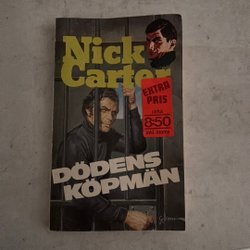 Nick
Carter
EXTRA
PRIS
8:50
DÖDENS
KÖPMÄN